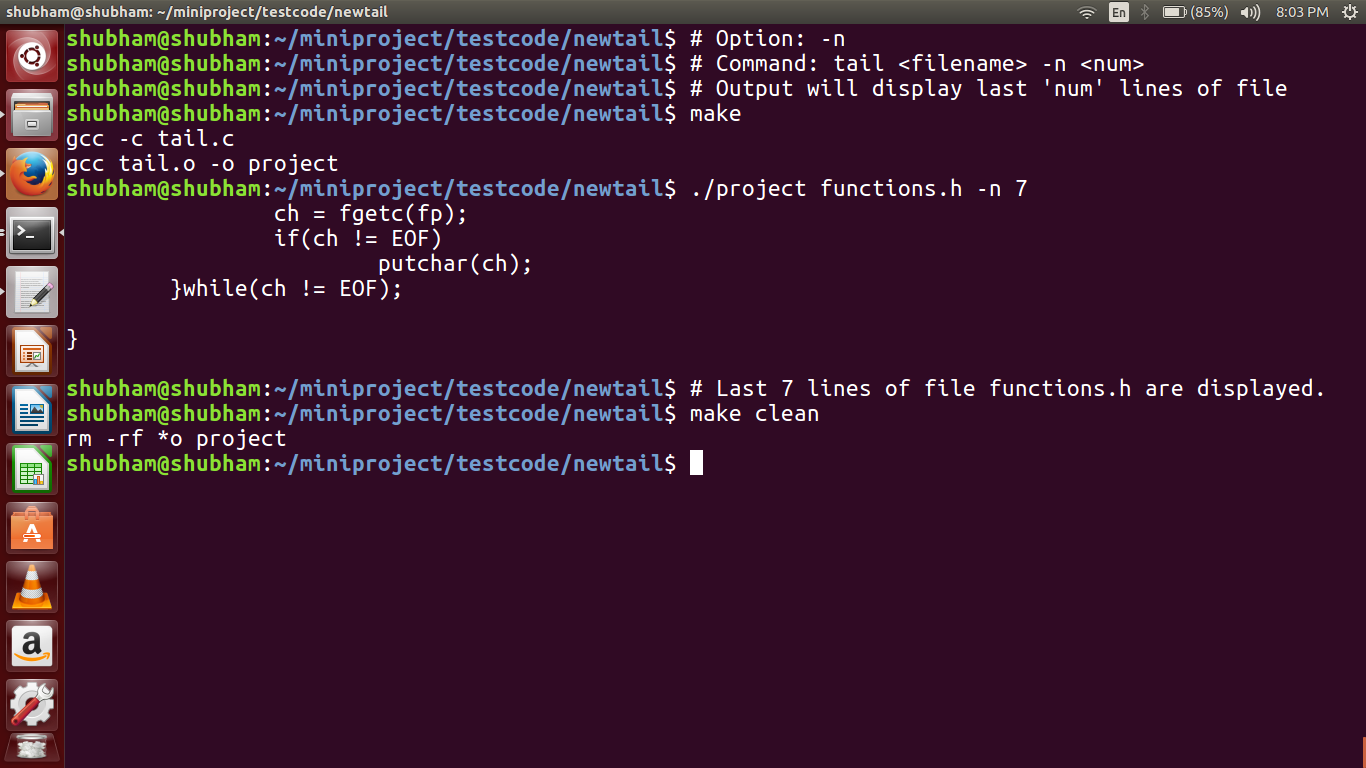 shubham@shubham: ~/miniproject/testcode/newtail
En
(85%)
8:03 PM
shubham@shubham:~/miniproject/testcode/newtail$ # Option: -n
shubham@shubham:~/miniproject/testcode/newtail$ # Command: tail <filename> -n <num>
shubham@shubham:~/miniproject/testcode/newtail$ # Output will display last 'num' lines of file
shubham@shubham:~/miniproject/testcode/newtail$ make
gcc -c tail.c
gcc tail.o -o project
shubham@shubham:~/miniproject/testcode/newtail$ ./project functions.h -n 7
                ch = fgetc(fp);
                if(ch != EOF)
                        putchar(ch);
        }while(ch != EOF);

}

shubham@shubham:~/miniproject/testcode/newtail$ # Last 7 lines of file functions.h are displayed.
shubham@shubham:~/miniproject/testcode/newtail$ make clean
rm -rf *o project
shubham@shubham:~/miniproject/testcode/newtail$